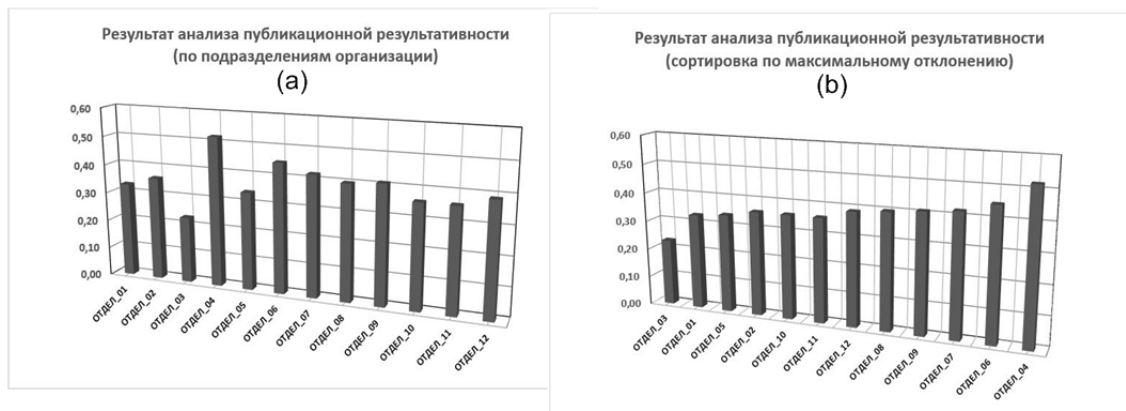 Результат анализа публикационной результативности
(по подразделениям организации)
(a)
0,60
0,50
0,40
0,30
0,20
0,10
0,00
ОТДЕЛ_01
ОТДЕЛ_02
ОТДЕЛ_03
ОТДЕЛ_04
ОТДЕЛ_05
ОТДЕЛ_06
ОТДЕЛ_07
ОТДЕЛ_08
ОТДЕЛ_09
ОТДЕЛ_10
ОТДЕЛ_11
ОТДЕЛ_12
Результат анализа публикационной результативности
(сортировка по максимальному отклонению)
(b)
0,60
0,50
0,40
0,30
0,20
0,10
0,00
ОТДЕЛ_03
ОТДЕЛ_01
ОТДЕЛ_05
ОТДЕЛ_02
ОТДЕЛ_10
ОТДЕЛ_11
ОТДЕЛ_12
ОТДЕЛ_08
ОТДЕЛ_09
ОТДЕЛ_07
ОТДЕЛ_06
ОТДЕЛ_04